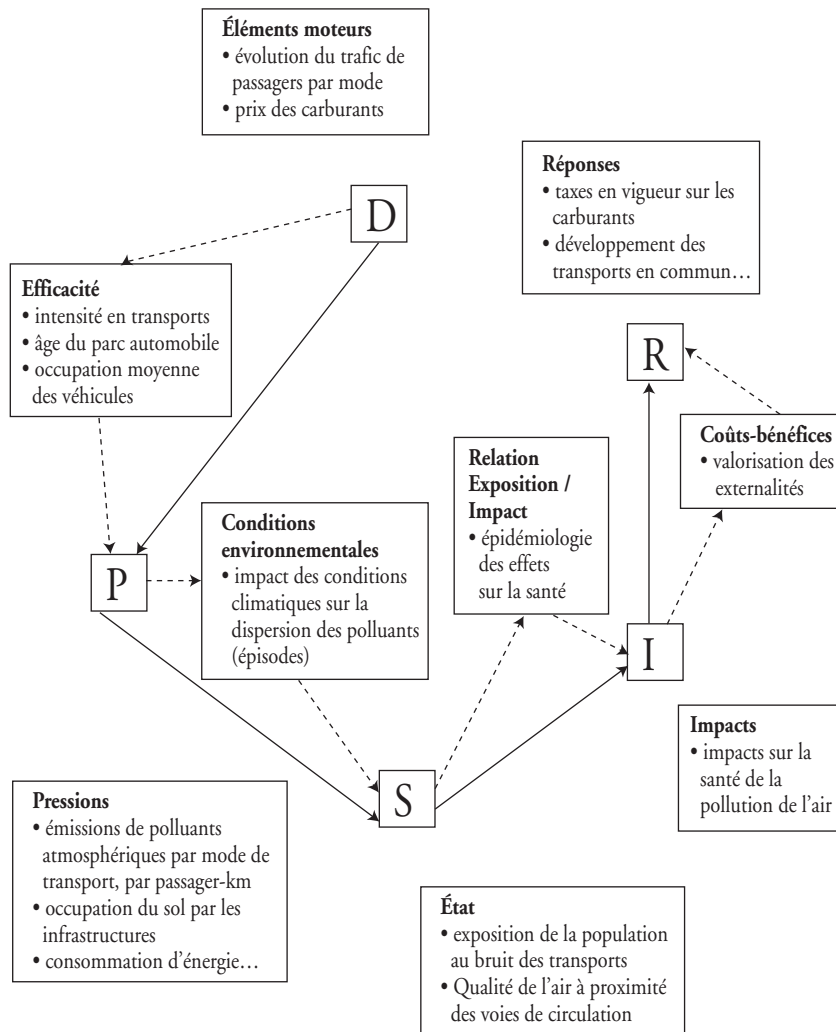 Éléments moteurs
• évolution du trafic de
passagers par mode
• prix des carburants
Réponses
• taxes en vigueur sur les
carburants
• développement des
transports en commun…
D
Efficacité
• intensité en transports
• âge du parc automobile
• occupation moyenne
des véhicules
R
Coûts-bénéfices
• valorisation des
externalités
Relation
Exposition /
Impact
• épidémiologie
des effets
sur la santé
Conditions
environnementales
• impact des conditions
climatiques sur la
dispersion des polluants
(épisodes)
P
I
Impacts
• impacts sur la
santé de la
pollution de l’air
S
Pressions
• émissions de polluants
atmosphériques par mode de
transport, par passager-km
• occupation du sol par les
infrastructures
• consommation d’énergie…
État
• exposition de la population
au bruit des transports
• Qualité de l’air à proximité
des voies de circulation